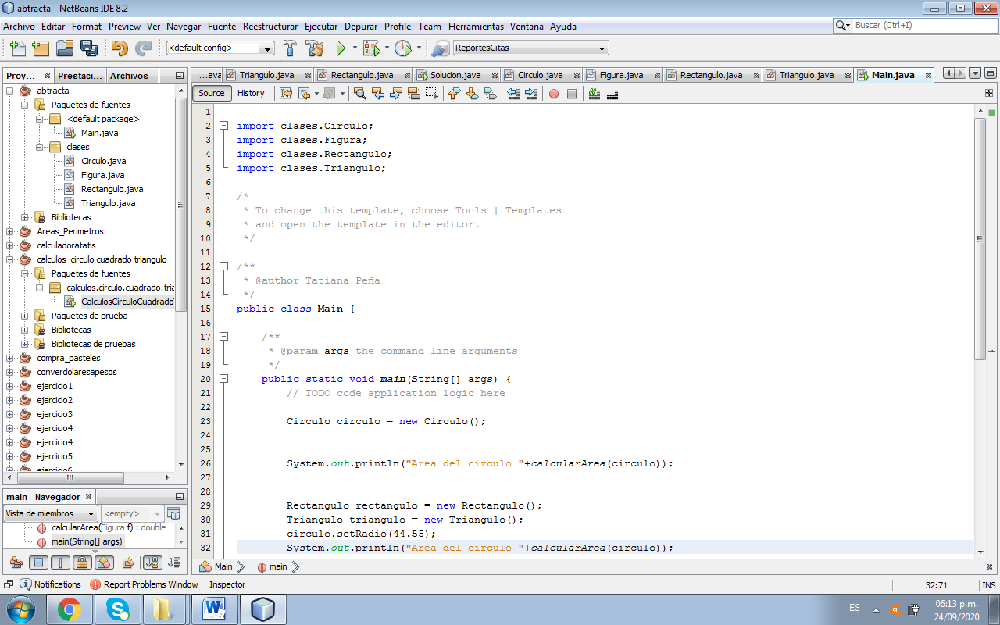 abtracta - NetBeans IDE 8.2
Archivo Editar Format Preview Ver Navegar Fuente Reestructurar Ejecutar Depurar Profile Team Herramientas Ventana Ayuda
Buscar (Ctrl+I)
<default config>
ReportesCitas
Proy... Prestaci... Archivos
...ava Triangulo.java Rectangulo.java Solucion.java Circulo.java Figura.java Rectangulo.java Triangulo.java Main.java
Source History
abtracta
Paquetes de fuentes
<default package>
Main.java
clases
Circulo.java
Figura.java
Rectangulo.java
Triangulo.java
Bibliotecas
Areas_Perimetros
calculadoratatis
calculos circulo cuadrado triangulo
Paquetes de fuentes
calculos.circulo.cuadrado.tria
CalculosCirculoCuadrado
Paquetes de prueba
Bibliotecas
Bibliotecas de pruebas
compra_pasteles
converdolaresapesos
ejercicio1
ejercicio2
ejercicio3
ejercicio4
ejercicio4
ejercicio5
ejercicio6
main - Navegador
Vista de miembros <empty>
calcularArea(Figura f) : double
main(String[] args)
1
2 import clases.Circulo;
3 import clases.Figura;
4 import clases.Rectangulo;
5 import clases.Triangulo;
6
7 /*
8 * To change this template, choose Tools | Templates
9 * and open the template in the editor.
10 */
11
12 /**
13 * @author Tatiana Peña
14 */
15 public class Main {
16
17 /**
18 * @param args the command line arguments
19 */
20 public static void main(String[] args) {
21 // TODO code application logic here
22
23 Circulo circulo = new Circulo();
24
25
26 System.out.println("Area del circulo "+calcularArea(circulo));
27
28
29 Rectangulo rectangulo = new Rectangulo();
30 Triangulo triangulo = new Triangulo();
31 circulo.setRadio(44.55);
32 System.out.println("Area del circulo "+calcularArea(circulo));
Main main
Notifications Report Problems Window Inspector
32:71 INS
ES
06:13 p.m.
24/09/2020